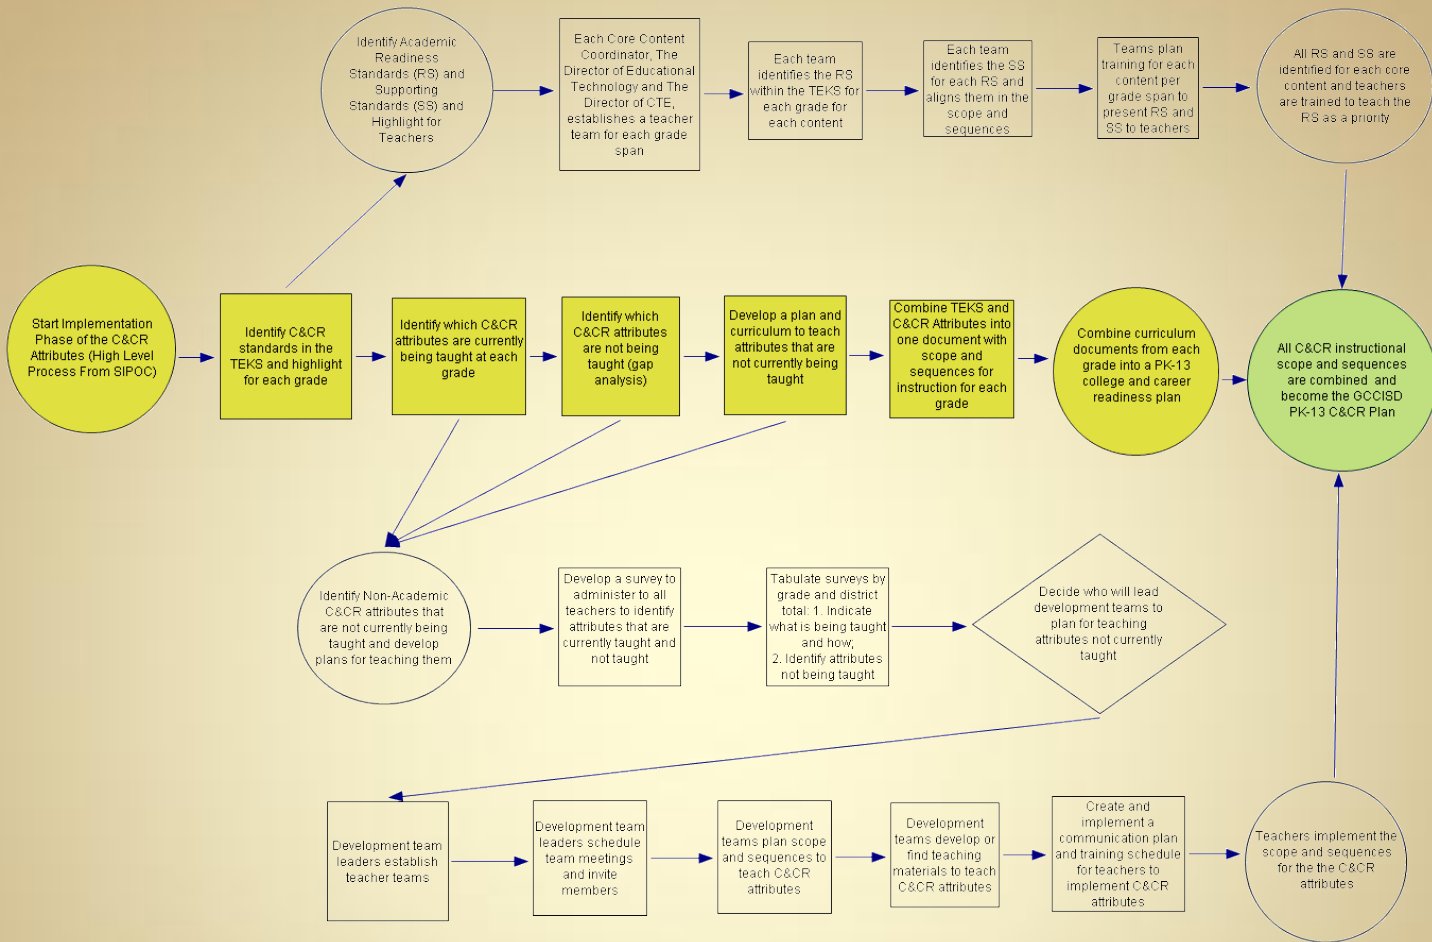 Identify Academic
Readiness
Standards (RS) and
Supporting
Standards (SS) and
Highlight for
Teachers
Each Core Content
Coordinator, The
Director of Educational
Technology and The
Director of CTE,
establishes a teacher
team for each grade
span
Each team
identifies the RS
within the TEKS for
each grade for
each content
Each team
identifies the SS
for each RS and
aligns them in the
scope and
sequences
Teams plan
training for each
content per
grade span to
present RS and
SS to teachers
All RS and SS are
identified for each core
content and teachers
are trained to teach the
RS as a priority
Start Implementation
Phase of the C&CR
Attributes (High Level
Process From SIPOC)
Identify C&CR
standards in the
TEKS and highlight
for each grade
Identify which C&CR
attributes are currently
being taught at each
grade
Identify which
C&CR attributes
are not being
taught (gap
analysis)
Develop a plan and
curriculum to teach
attributes that are
not currently being
taught
Combine TEKS and
C&CR Attributes into
one document with
scope and
sequences for
instruction for each
grade
Combine curriculum
documents from each
grade into a PK-13
college and career
readiness plan
All C&CR instructional
scope and sequences
are combined and
become the GCCISD
PK-13 C&CR Plan
Identify Non-Academic
C&CR attributes that
are not currently being
taught and develop
plans for teaching them
Develop a survey to
administer to all
teachers to identify
attributes that are
currently taught and
not taught
Tabulate surveys by
grade and district
total: 1. Indicate
what is being taught
and how;
2. Identify attributes
not being taught
Decide who will lead
development teams to
plan for teaching
attributes not currently
taught
Development team
leaders establish
teacher teams
Development team
leaders schedule
team meetings
and invite
members
Development
teams plan scope
and sequences to
teach C&CR
attributes
Development
teams develop or
find teaching
materials to teach
C&CR attributes
Create and
implement a
communication plan
and training schedule
for teachers to
implement C&CR
attributes
Teachers implement the
scope and sequences
for the the C&CR
attributes